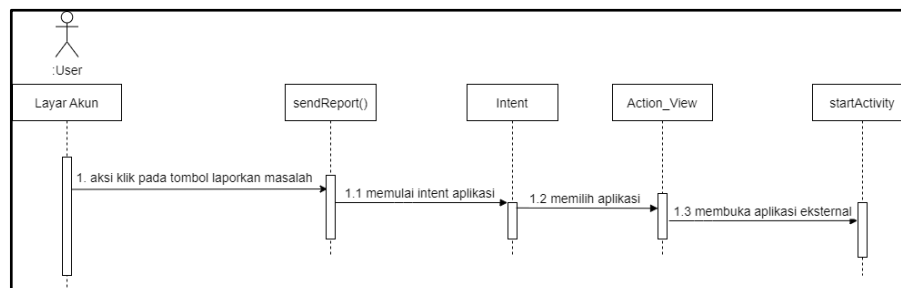 :User
Layar Akun
sendReport()
Intent
Action_View
startActivity
1. aksi klik pada tombol laporkan masalah
1.1 memulai intent aplikasi
1.2 memilih aplikasi
1.3 membuka aplikasi eksternal